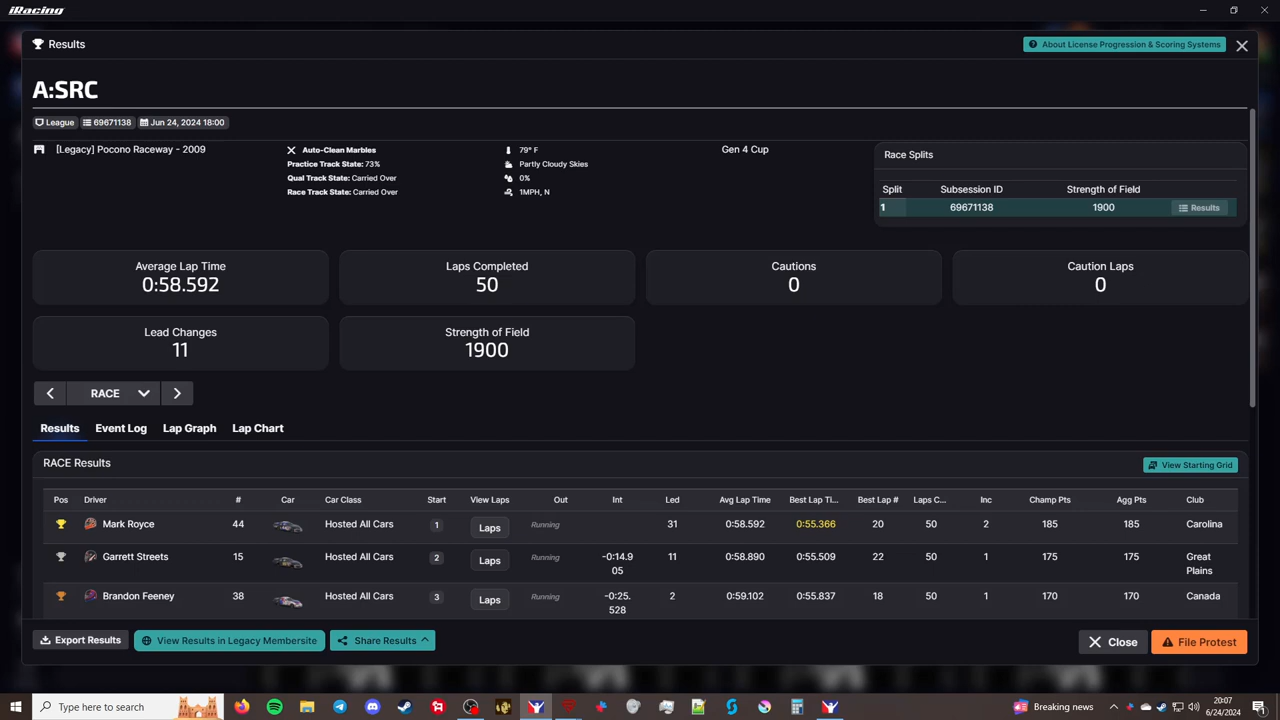 iRacing
Results
About License Progression & Scoring Systems
A:SRC
League
69671138
Jun 24, 2024 18:00
[Legacy] Pocono Raceway - 2009
Auto-Clean Marbles
Practice Track State: 73%
Qual Track State: Carried Over
Race Track State: Carried Over
79° F
Partly Cloudy Skies
0%
1MPH, N
Gen 4 Cup
Race Splits
Split Subsession ID Strength of Field
1 69671138 1900 Results
Average Lap Time
0:58.592
Laps Completed
50
Cautions
0
Caution Laps
0
Lead Changes
11
Strength of Field
1900
RACE
Results Event Log Lap Graph Lap Chart
RACE Results
View Starting Grid
Pos Driver # Car Car Class Start View Laps Out Int Led Avg Lap Time Best Lap Ti... Best Lap # Laps C... Inc Champ Pts Agg Pts Club
Mark Royce 44 Hosted All Cars 1 Laps Running 31 0:58.592 0:55.366 20 50 2 185 185 Carolina
Garrett Streets 15 Hosted All Cars 2 Laps Running -0:14.9 11 0:58.890 0:55.509 22 50 1 175 175 Great
05 Plains
Brandon Feeney 38 Hosted All Cars 3 Laps Running -0:25. 2 0:59.102 0:55.837 18 50 1 170 170 Canada
528
Export Results
View Results in Legacy Membersite
Share Results
Close
File Protest
Type here to search
Breaking news
20:07
6/24/2024